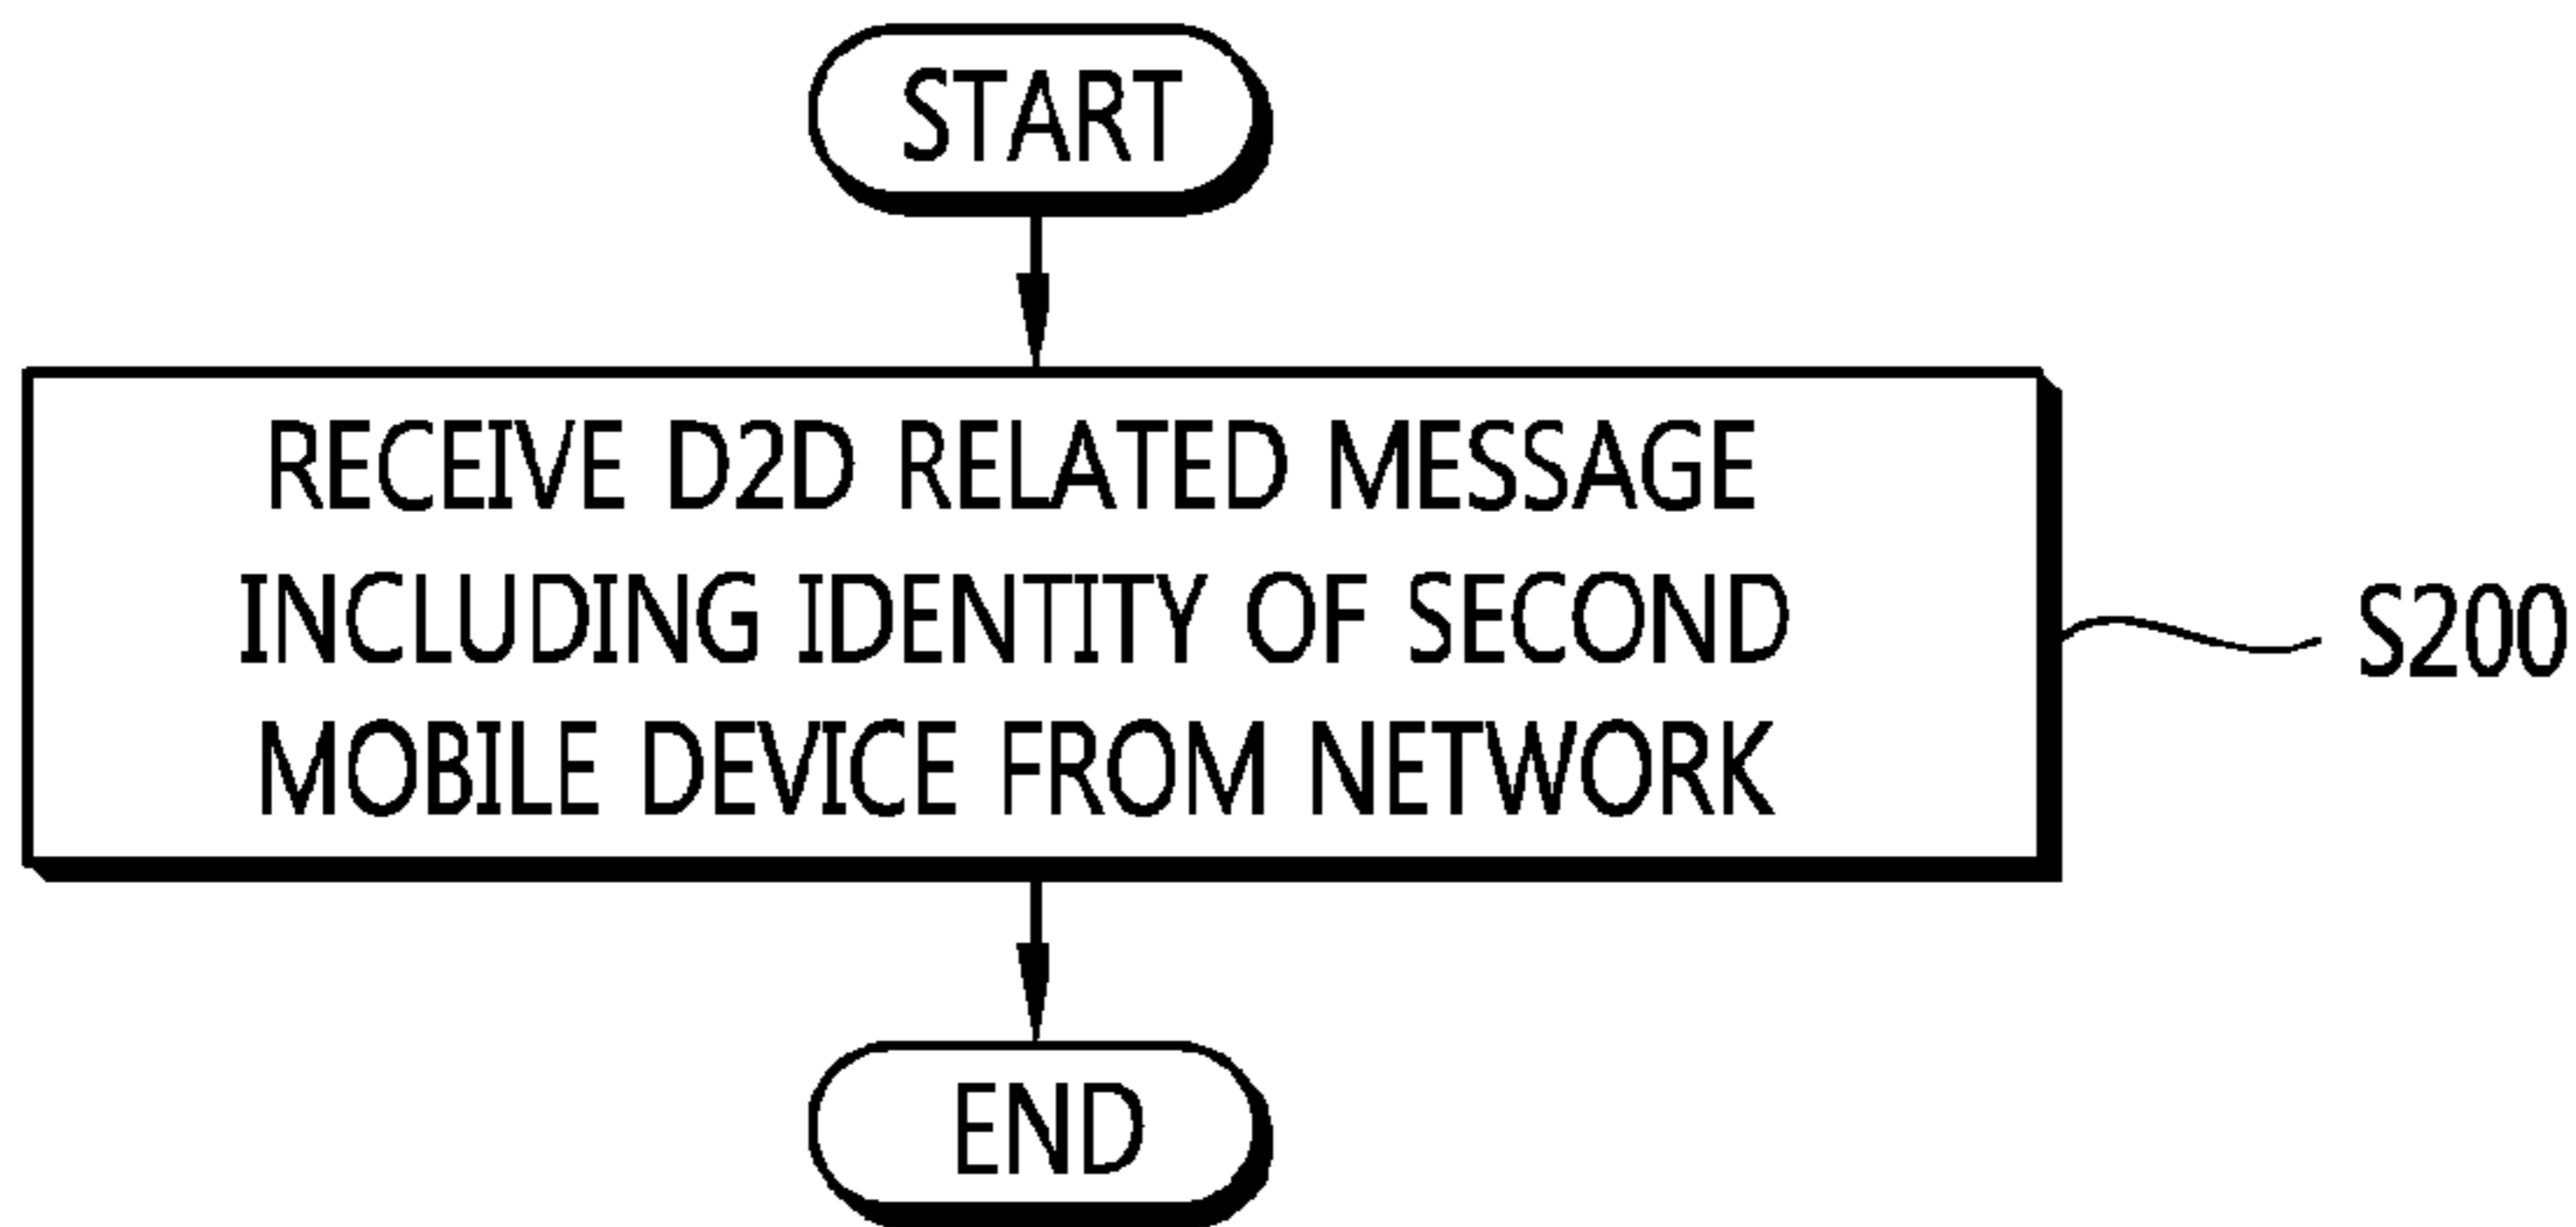 START
RECEIVE D2D RELATED MESSAGE
INCLUDING IDENTITY OF SECOND
MOBILE DEVICE FROM NETWORK
S200
END